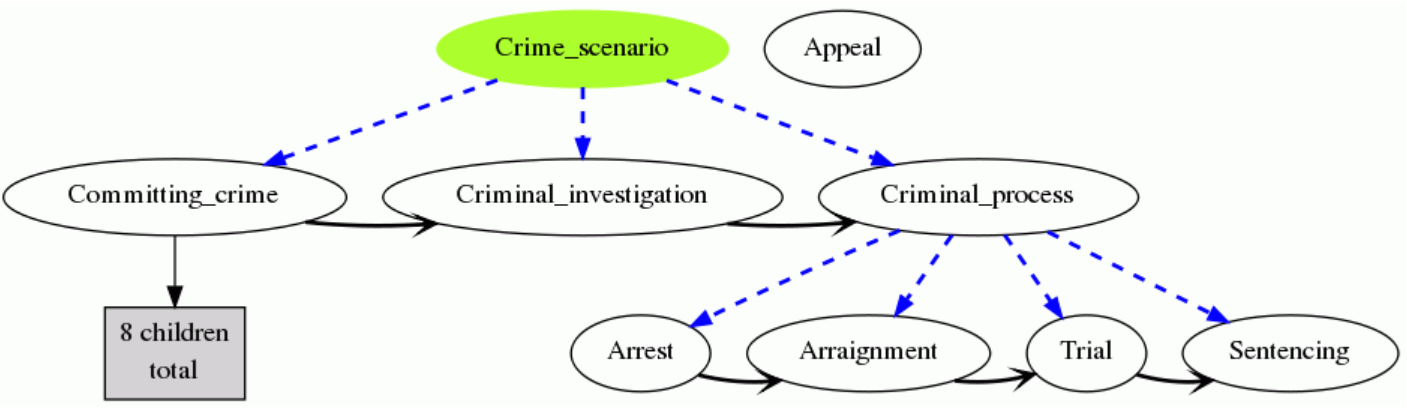 Crime_scenario
Appeal
Committing_crime
Criminal_investigation
Criminal_process
8 children
total
Arrest
Arraignment
Trial
Sentencing